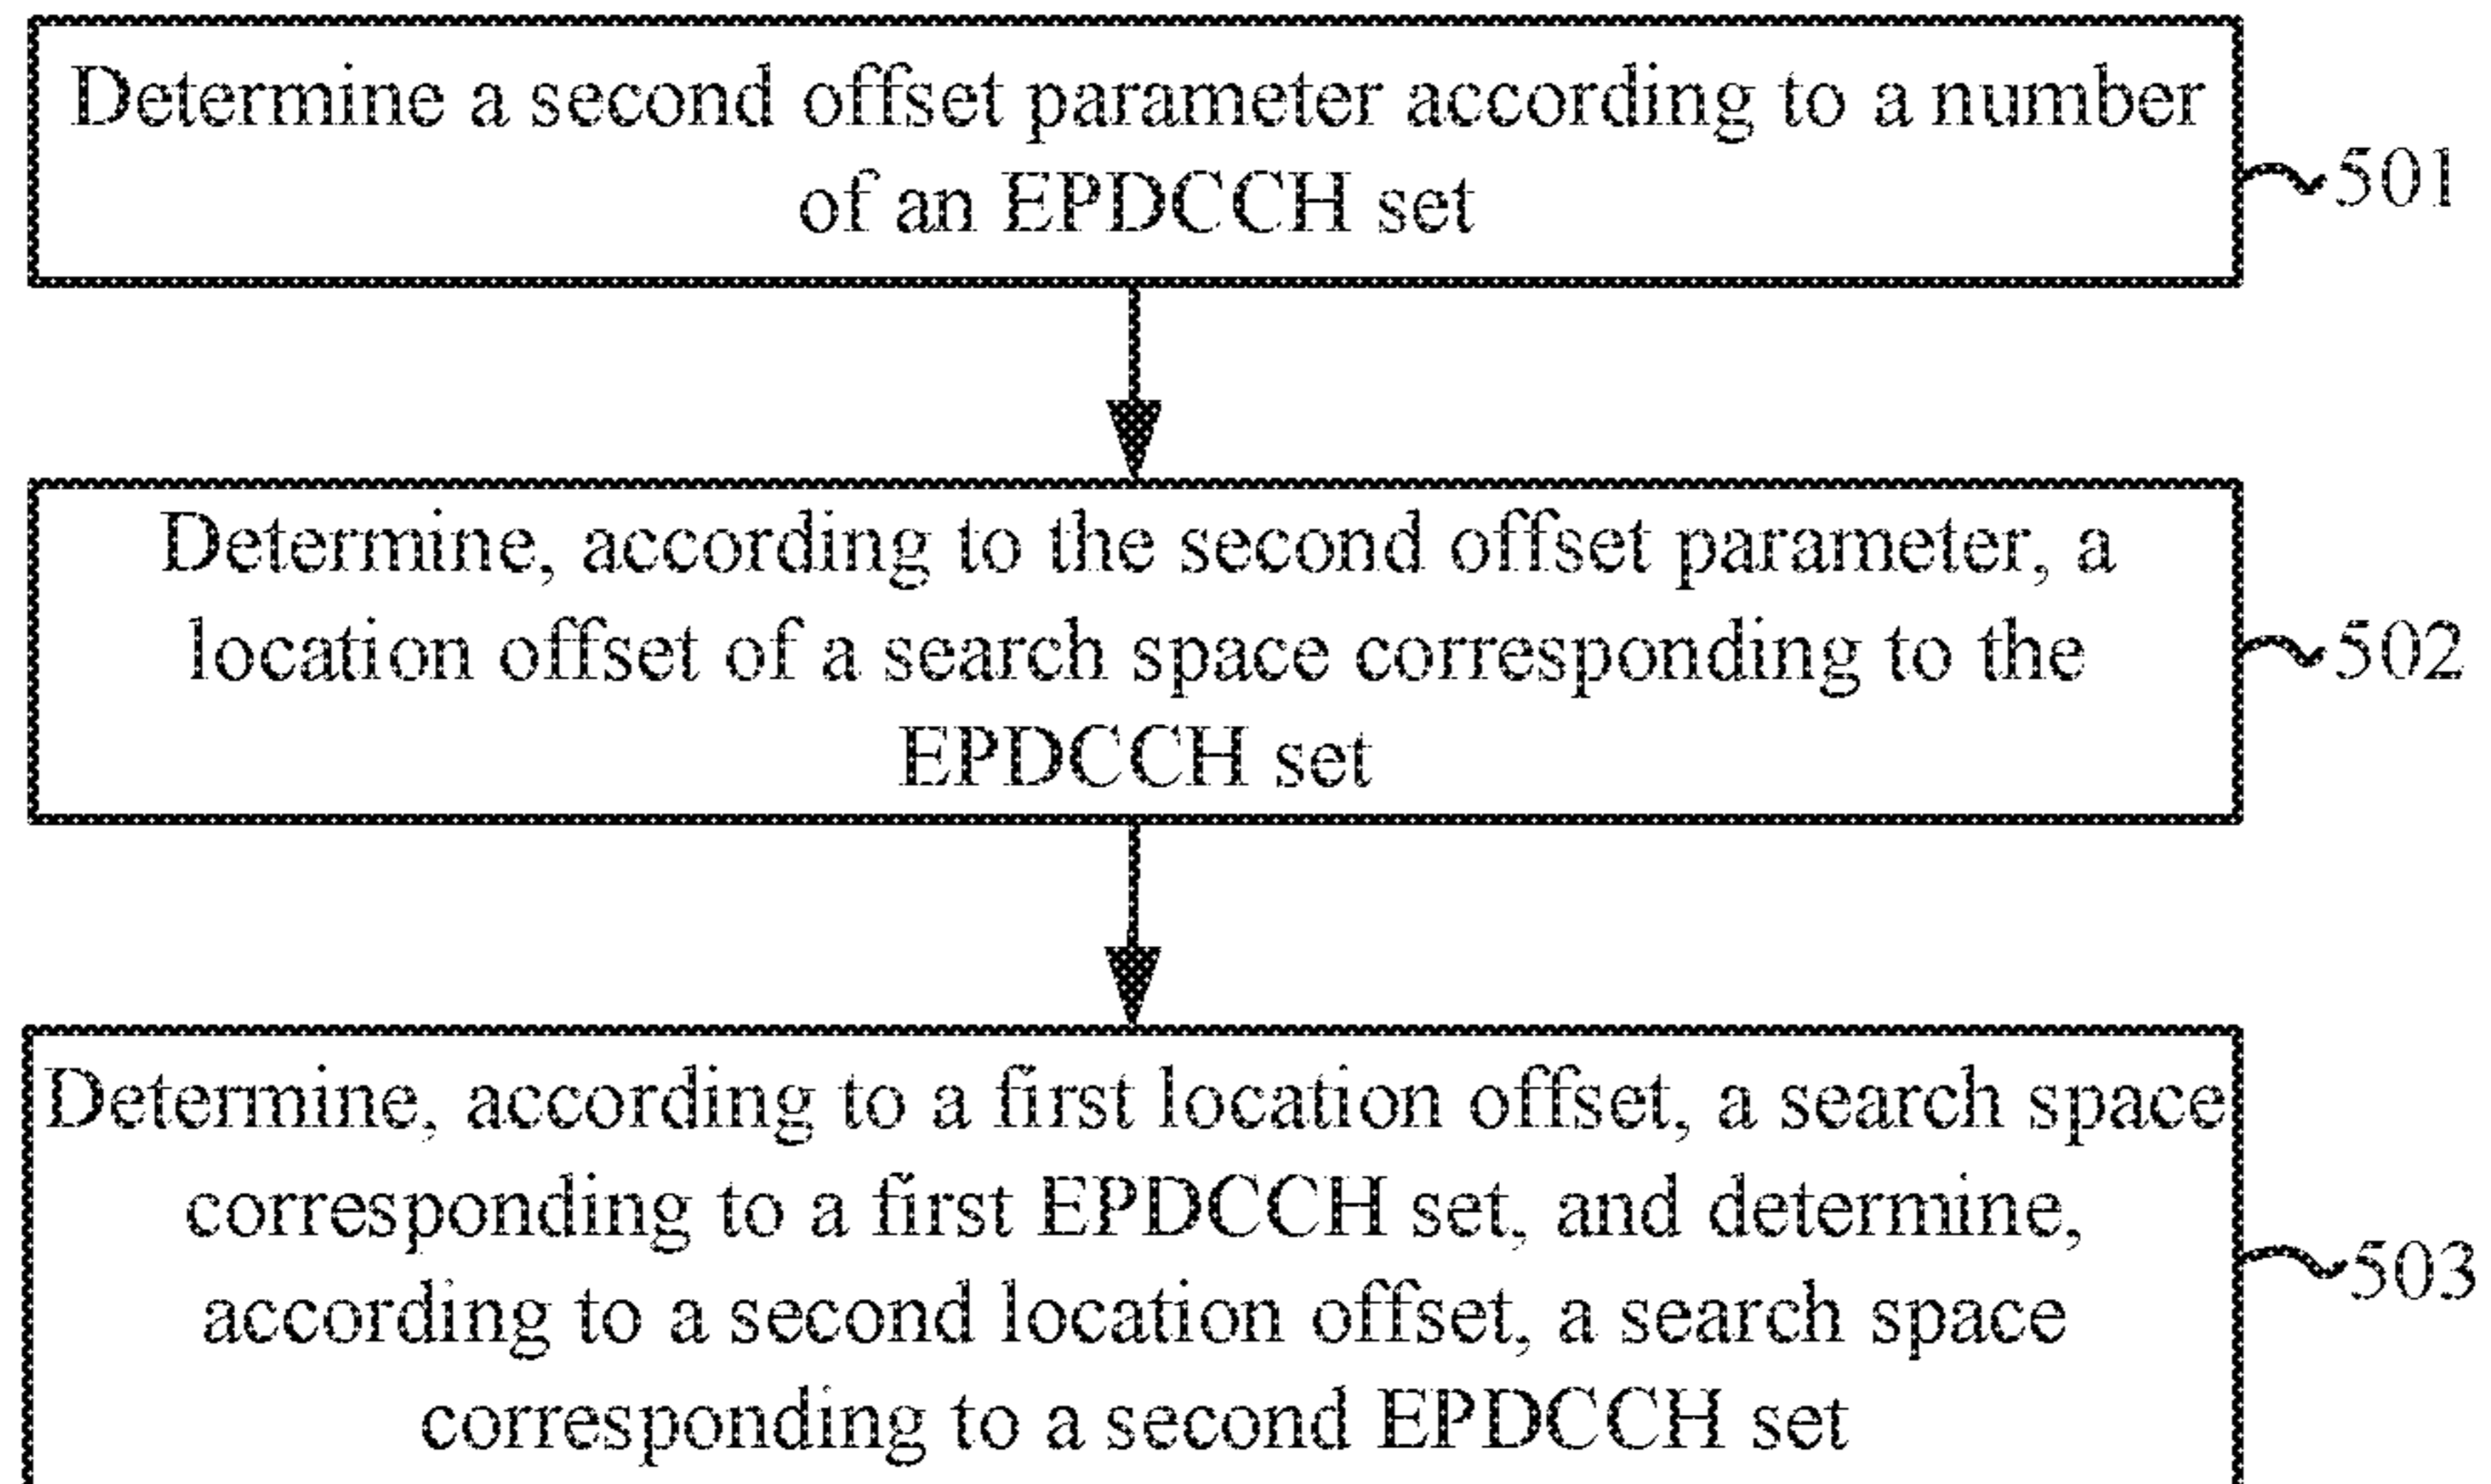 Determine a second offset parameter according to a number
of an EPDCCH set
501
Determine, according to the second offset parameter, a
location offset of a search space corresponding to the
EPDCCH set
502
Determine, according to a first location offset, a search space
corresponding to a first EPDCCH set, and determine,
according to a second location offset, a search space
corresponding to a second EPDCCH set
503